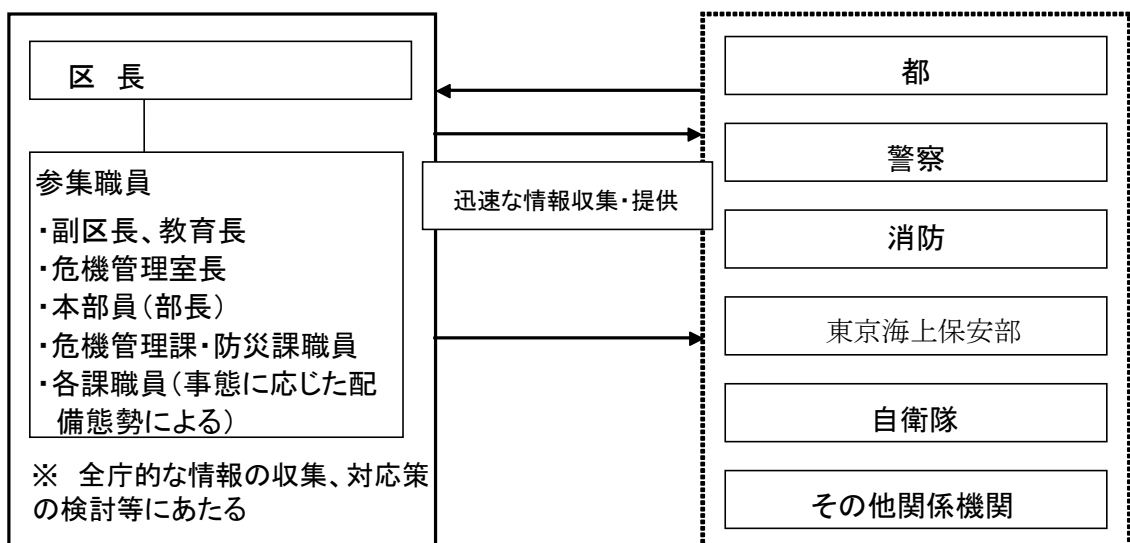 区 長
参集職員
・副区長、教育長
・危機管理室長
・本部員(部長)
・危機管理課・防災課職員
・各課職員(事態に応じた配
備態勢による)
※ 全庁的な情報の収集、対応策
の検討等にあたる
迅速な情報収集・提供
都
警察
消防
東京海上保安部
自衛隊
その他関係機関